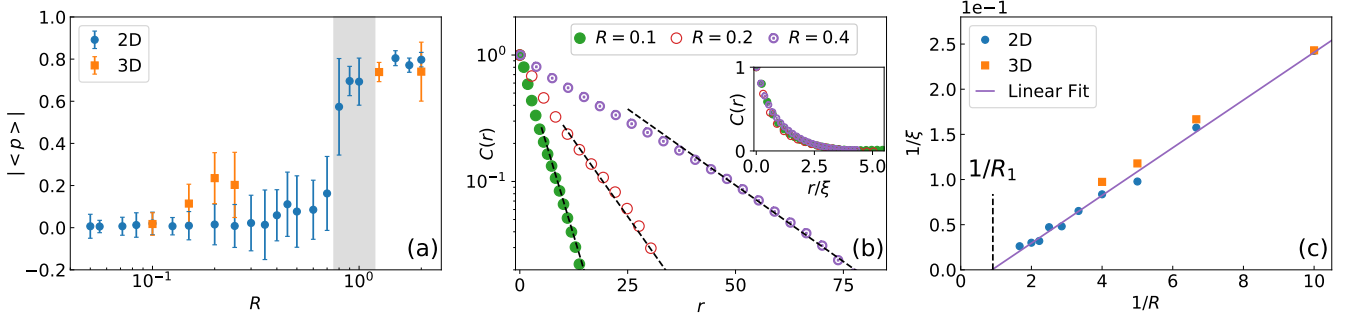 1.0
0.8
0.6
0.4
0.2
0.0
−0.2
| < p > |
2D
3D
10⁻¹
10⁰
R
(a)
10⁰
10⁻¹
C(r)
R = 0.1
R = 0.2
R = 0.4
1
0
C(r)
0.0
2.5
5.0
r/ξ
0
25
50
75
r
(b)
1e−1
2.5
2.0
1.5
1.0
0.5
0.0
1/ξ
2D
3D
Linear Fit
1/R₁
0
2
4
6
8
10
1/R
(c)